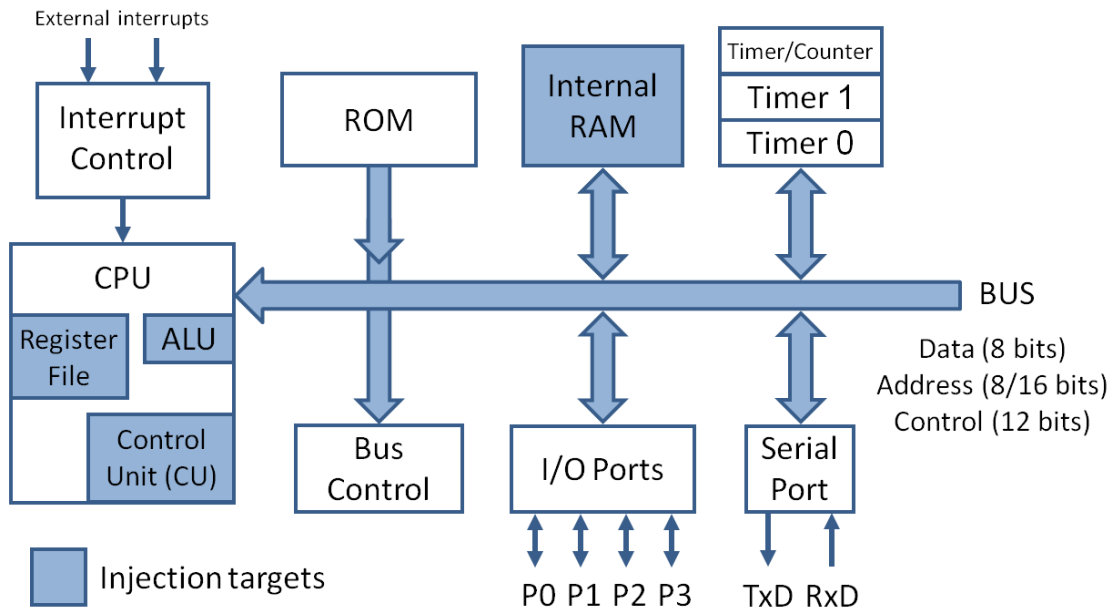 External interrupts
Interrupt
Control
ROM
Internal
RAM
Timer/Counter
Timer 1
Timer 0
CPU
Register
File
ALU
Control
Unit (CU)
BUS
Data (8 bits)
Address (8/16 bits)
Control (12 bits)
Bus
Control
I/O Ports
Serial
Port
Injection targets
P0 P1 P2 P3
TxD RxD